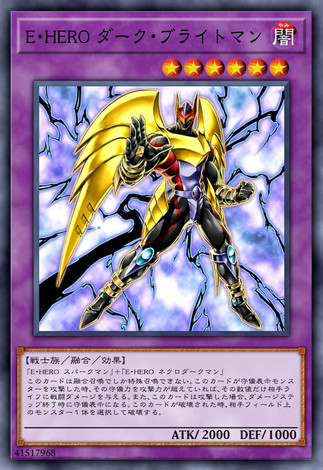 E・HERO ダーク・ブライトマン
闇
【戦士族／融合／効果】
「E・HERO スパークマン」＋「E・HERO ネクロダークマン」
このカードは融合召喚でしか特殊召喚できない。このカードが守備表示モンス
ターを攻撃した時、その守備力を攻撃力が超えていれば、その数値だけ相手ラ
イフに戦闘ダメージを与える。また、このカードは攻撃した場合、ダメージステ
ップ終了時に守備表示になる。このカードが破壊された時、相手フィールド上
のモンスター１体を選択して破壊する。
ATK/ 2000 DEF/ 1000
41517968